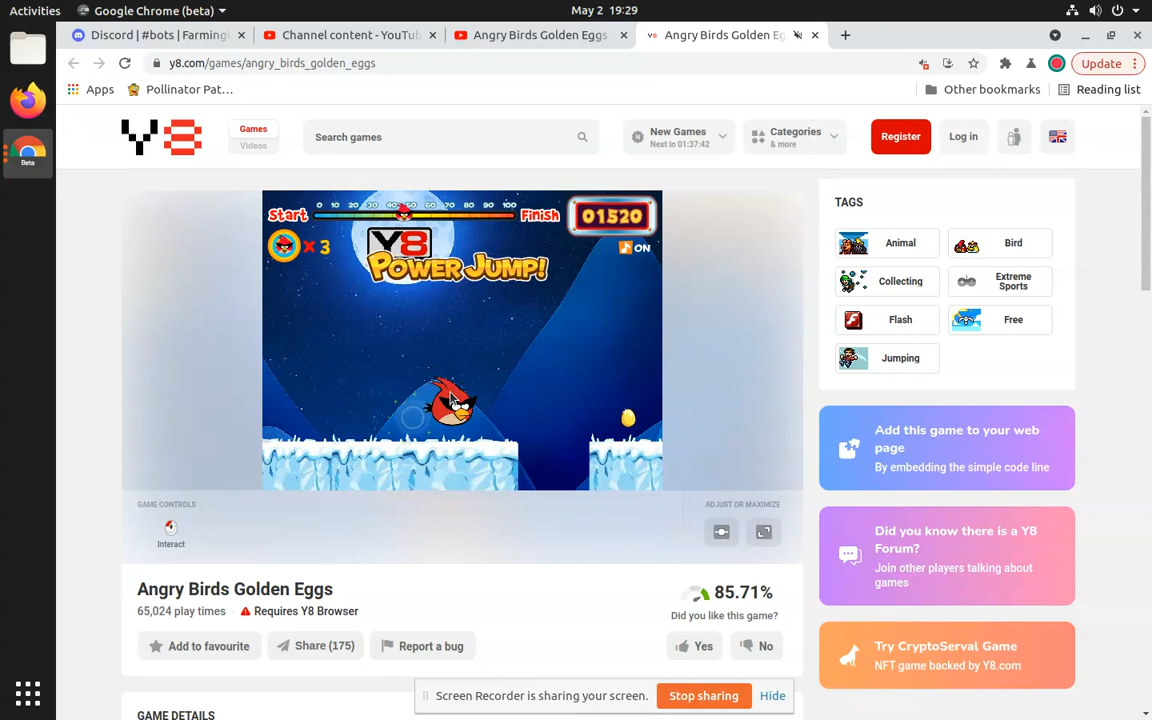 Activities
Google Chrome (beta)
May 2 19:29
Discord | #bots | Farming
Channel content - YouTu
Angry Birds Golden Eggs
Angry Birds Golden Eg
y8.com/games/angry_birds_golden_eggs
Update
Apps
Pollinator Pat…
Other bookmarks
Reading list
Beta
Y8
Games
Videos
Search games
New Games
Next in 01:37:42
Categories
& more
Register
Log in
0 10 20 30 40 50 60 70 80 90 100
Start
Finish
01520
× 3
ON
Y8
POWER JUMP!
GAME CONTROLS
Interact
ADJUST OR MAXIMIZE
Angry Birds Golden Eggs
65,024 play times
Requires Y8 Browser
85.71%
Did you like this game?
Add to favourite
Share (175)
Report a bug
Yes
No
GAME DETAILS
TAGS
Animal
Bird
Collecting
Extreme
Sports
Flash
Free
Jumping
Add this game to your web
page
By embedding the simple code line
Did you know there is a Y8
Forum?
Join other players talking about
games
Try CryptoServal Game
NFT game backed by Y8.com
Screen Recorder is sharing your screen.
Stop sharing
Hide